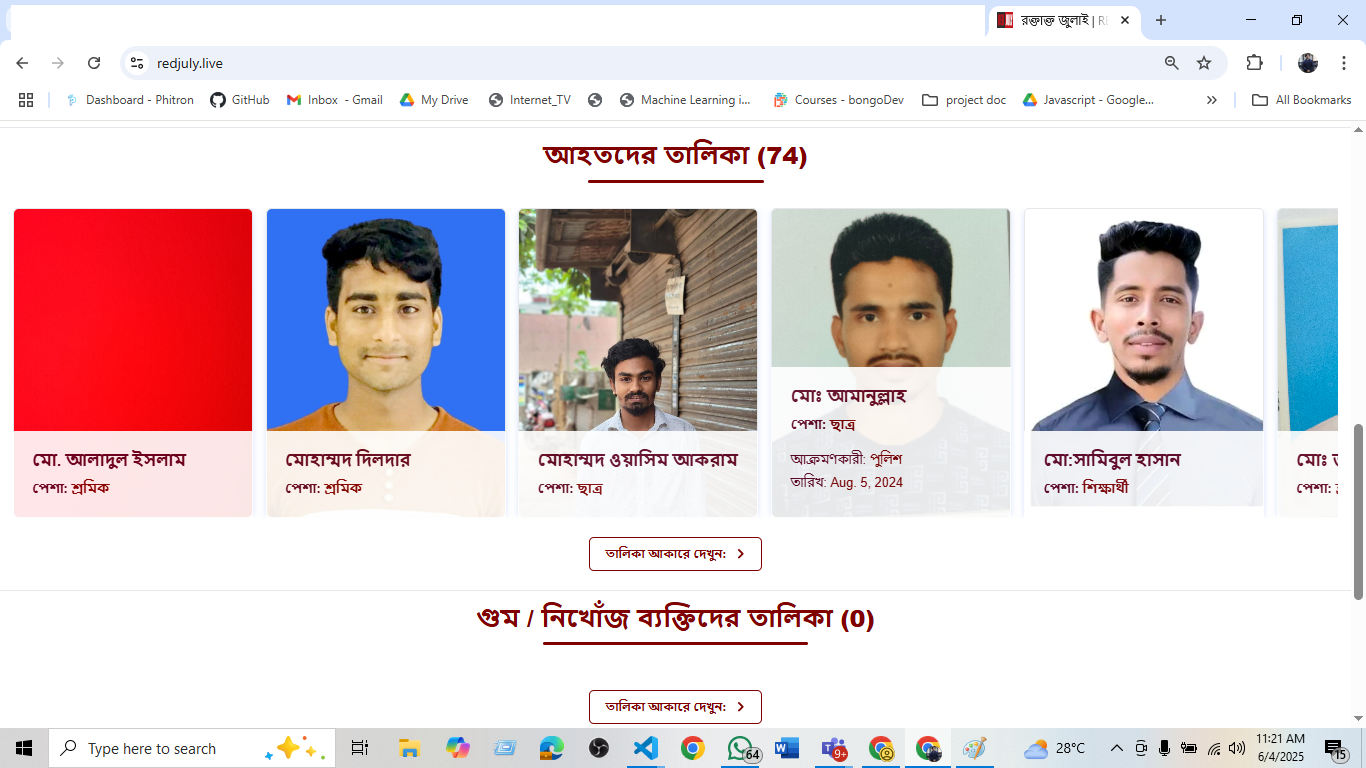 রক্তাক্ত জুলাই | RE
redjuly.live
Dashboard - Phitron
GitHub
Inbox - Gmail
My Drive
Internet_TV
Machine Learning i...
Courses - bongoDev
project doc
Javascript - Google...
All Bookmarks
আহতদের তালিকা (74)
মো. আলাদুল ইসলাম
পেশা: শ্রমিক
মোহাম্মদ দিলদার
পেশা: শ্রমিক
মোহাম্মদ ওয়াসিম আকরাম
পেশা: ছাত্র
মোঃ আমানুল্লাহ
পেশা: ছাত্র
আক্রমণকারী: পুলিশ
তারিখ: Aug. 5, 2024
মো:সামিবুল হাসান
পেশা: শিক্ষার্থী
মোঃ
পেশা:
তালিকা আকারে দেখুন:
গুম / নিখোঁজ ব্যক্তিদের তালিকা (0)
তালিকা আকারে দেখুন:
Type here to search
64
9+
28°C
11:21 AM
6/4/2025
15